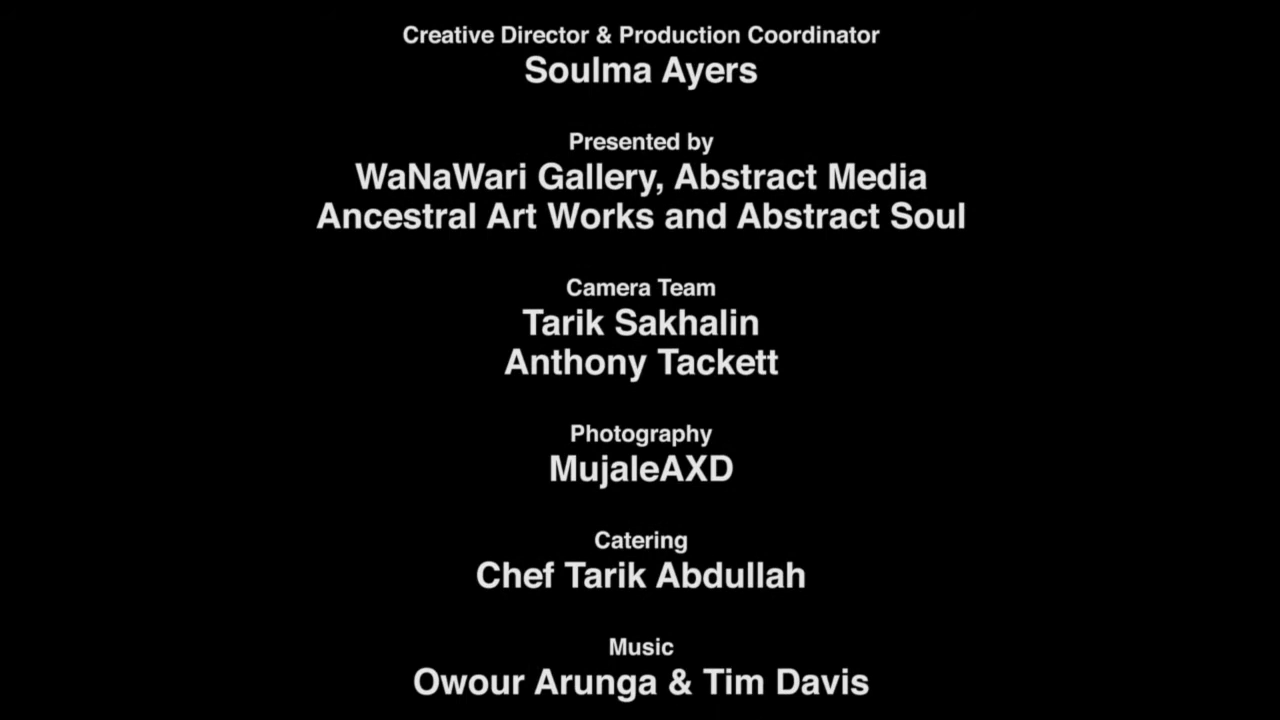 Creative Director & Production Coordinator
Soulma Ayers
Presented by
WaNaWari Gallery, Abstract Media
Ancestral Art Works and Abstract Soul
Camera Team
Tarik Sakhalin
Anthony Tackett
Photography
MujaleAXD
Catering
Chef Tarik Abdullah
Music
Owour Arunga & Tim Davis